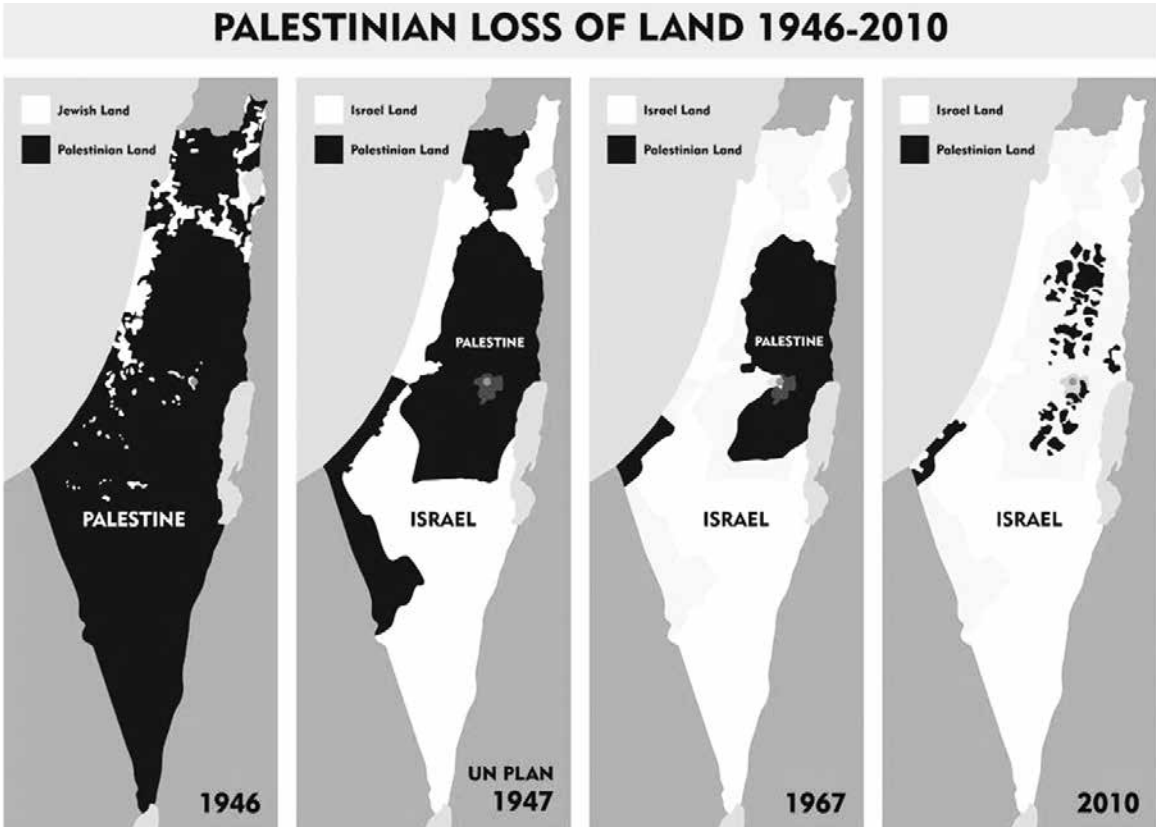 PALESTINIAN LOSS OF LAND 1946-2010
Jewish Land
Palestinian Land
PALESTINE
1946
Israel Land
Palestinian Land
PALESTINE
ISRAEL
UN PLAN
1947
Israel Land
Palestinian Land
PALESTINE
ISRAEL
1967
Israel Land
Palestinian Land
ISRAEL
2010